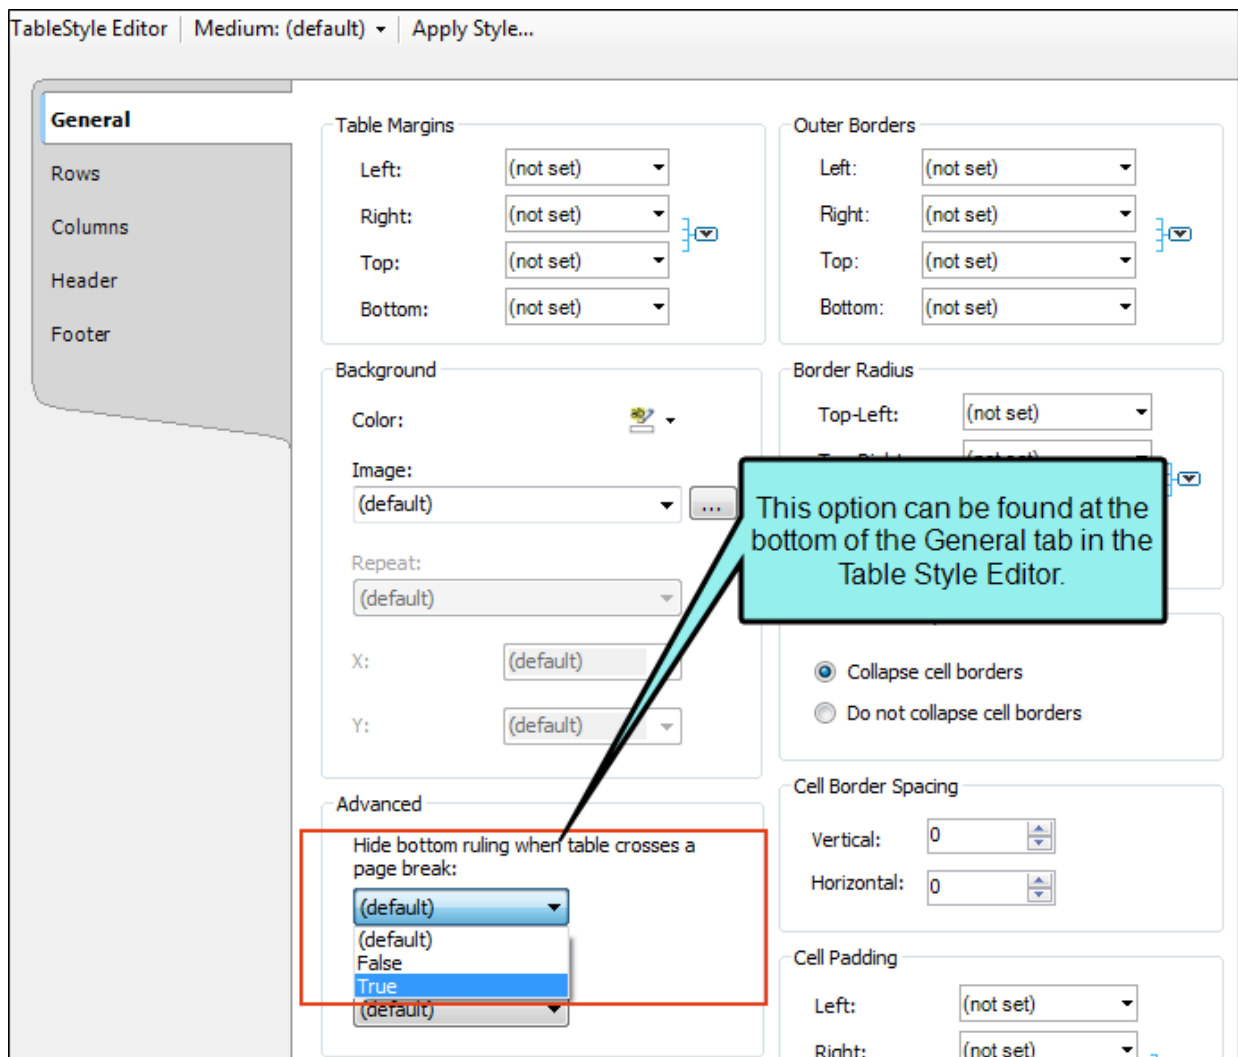 TableStyle Editor | Medium: (default) | Apply Style...
General
Rows
Columns
Header
Footer
Table Margins
Left: (not set)
Right: (not set)
Top: (not set)
Bottom: (not set)
Outer Borders
Left: (not set)
Right: (not set)
Top: (not set)
Bottom: (not set)
Background
Color:
Image:
(default) ...
Repeat:
(default)
X: (default)
Y: (default)
Border Radius
Top-Left: (not set)
This option can be found at the
bottom of the General tab in the
Table Style Editor.
Collapse cell borders
Do not collapse cell borders
Advanced
Hide bottom ruling when table crosses a
page break:
(default)
(default)
False
True
(default)
Cell Border Spacing
Vertical: 0
Horizontal: 0
Cell Padding
Left: (not set)
Right: (not set)